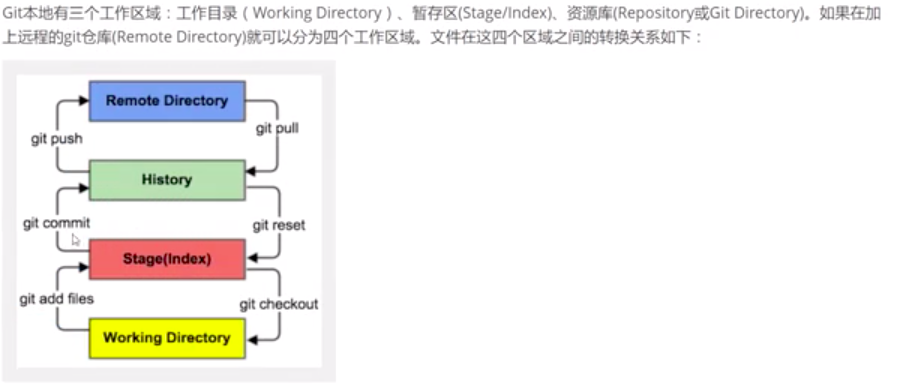 Git本地有三个工作区域：工作目录（Working Directory）、暂存区(Stage/Index)、资源库(Repository或Git Directory)。如果在加
上远程的git仓库(Remote Directory)就可以分为四个工作区域。文件在这四个区域之间的转换关系如下：
Remote Directory
git push
git pull
History
git commit
git reset
Stage(Index)
git add files
git checkout
Working Directory